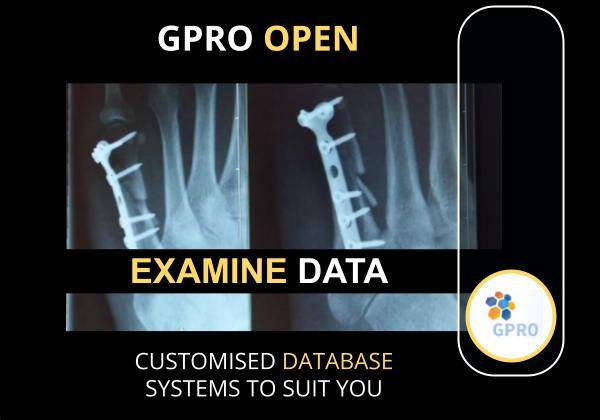 GPRO OPEN
EXAMINE DATA
GPRO
CUSTOMISED DATABASE
SYSTEMS TO SUIT YOU